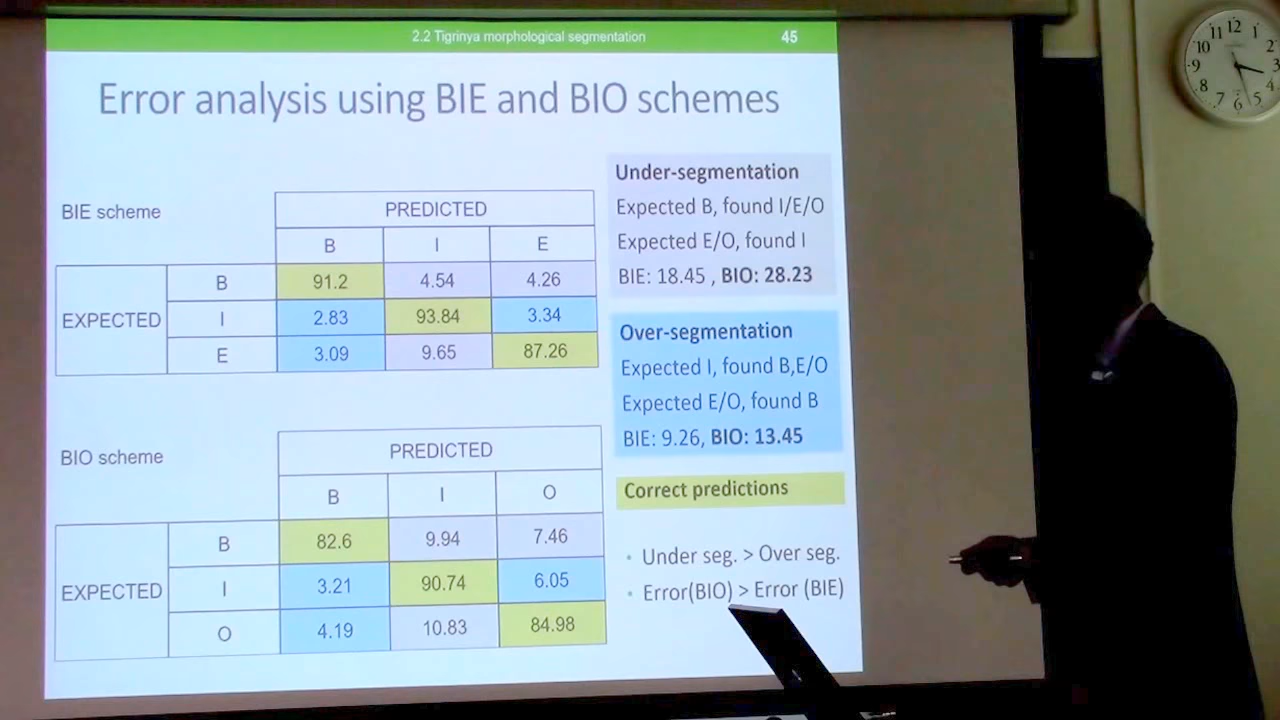 2.2 Tigrinya morphological segmentation 45
Error analysis using BIE and BIO schemes
BIE scheme
PREDICTED
B I E
EXPECTED
B 91.2 4.54 4.26
I 2.83 93.84 3.34
E 3.09 9.65 87.26
BIO scheme
PREDICTED
B I O
EXPECTED
B 82.6 9.94 7.46
I 3.21 90.74 6.05
O 4.19 10.83 84.98
Under-segmentation
Expected B, found I/E/O
Expected E/O, found I
BIE: 18.45 , BIO: 28.23
Over-segmentation
Expected I, found B,E/O
Expected E/O, found B
BIE: 9.26, BIO: 13.45
Correct predictions
• Under seg. > Over seg.
• Error(BIO) > Error (BIE)
11 12 1
10 2
9 3
8 4
7 6 5